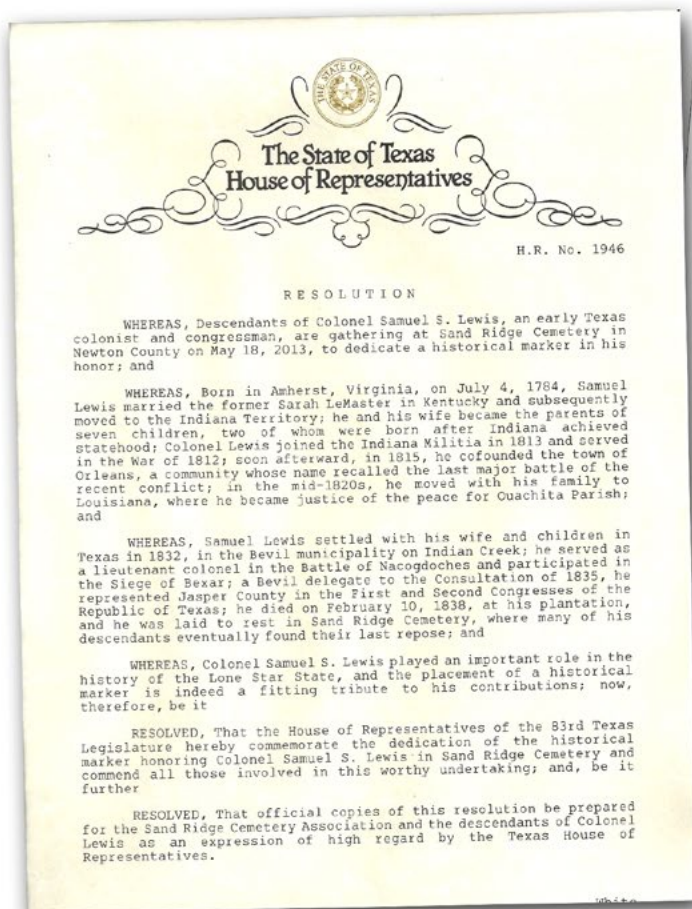 THE STATE OF TEXAS
The State of Texas
House of Representatives
H.R. No. 1946
RESOLUTION
WHEREAS, Descendants of Colonel Samuel S. Lewis, an early Texas
colonist and congressman, are gathering at Sand Ridge Cemetery in
Newton County on May 18, 2013, to dedicate a historical marker in his
honor; and
WHEREAS, Born in Amherst, Virginia, on July 4, 1784, Samuel
Lewis married the former Sarah LeMaster in Kentucky and subsequently
moved to the Indiana Territory; he and his wife became the parents of
seven children, two of whom were born after Indiana achieved
statehood; Colonel Lewis joined the Indiana Militia in 1813 and served
in the War of 1812; soon afterward, in 1815, he cofounded the town of
Orleans, a community whose name recalled the last major battle of the
recent conflict; in the mid-1820s, he moved with his family to
Louisiana, where he became justice of the peace for Ouachita Parish;
and
WHEREAS, Samuel Lewis settled with his wife and children in
Texas in 1832, in the Bevil municipality on Indian Creek; he served as
a lieutenant colonel in the Battle of Nacogdoches and participated in
the Siege of Bexar; a Bevil delegate to the Consultation of 1835, he
represented Jasper County in the First and Second Congresses of the
Republic of Texas; he died on February 10, 1838, at his plantation,
and he was laid to rest in Sand Ridge Cemetery, where many of his
descendants eventually found their last repose; and
WHEREAS, Colonel Samuel S. Lewis played an important role in the
history of the Lone Star State, and the placement of a historical
marker is indeed a fitting tribute to his contributions; now,
therefore, be it
RESOLVED, That the House of Representatives of the 83rd Texas
Legislature hereby commemorate the dedication of the historical
marker honoring Colonel Samuel S. Lewis in Sand Ridge Cemetery and
commend all those involved in this worthy undertaking; and, be it
further
RESOLVED, That official copies of this resolution be prepared
for the Sand Ridge Cemetery Association and the descendants of Colonel
Lewis as an expression of high regard by the Texas House of
Representatives.
White